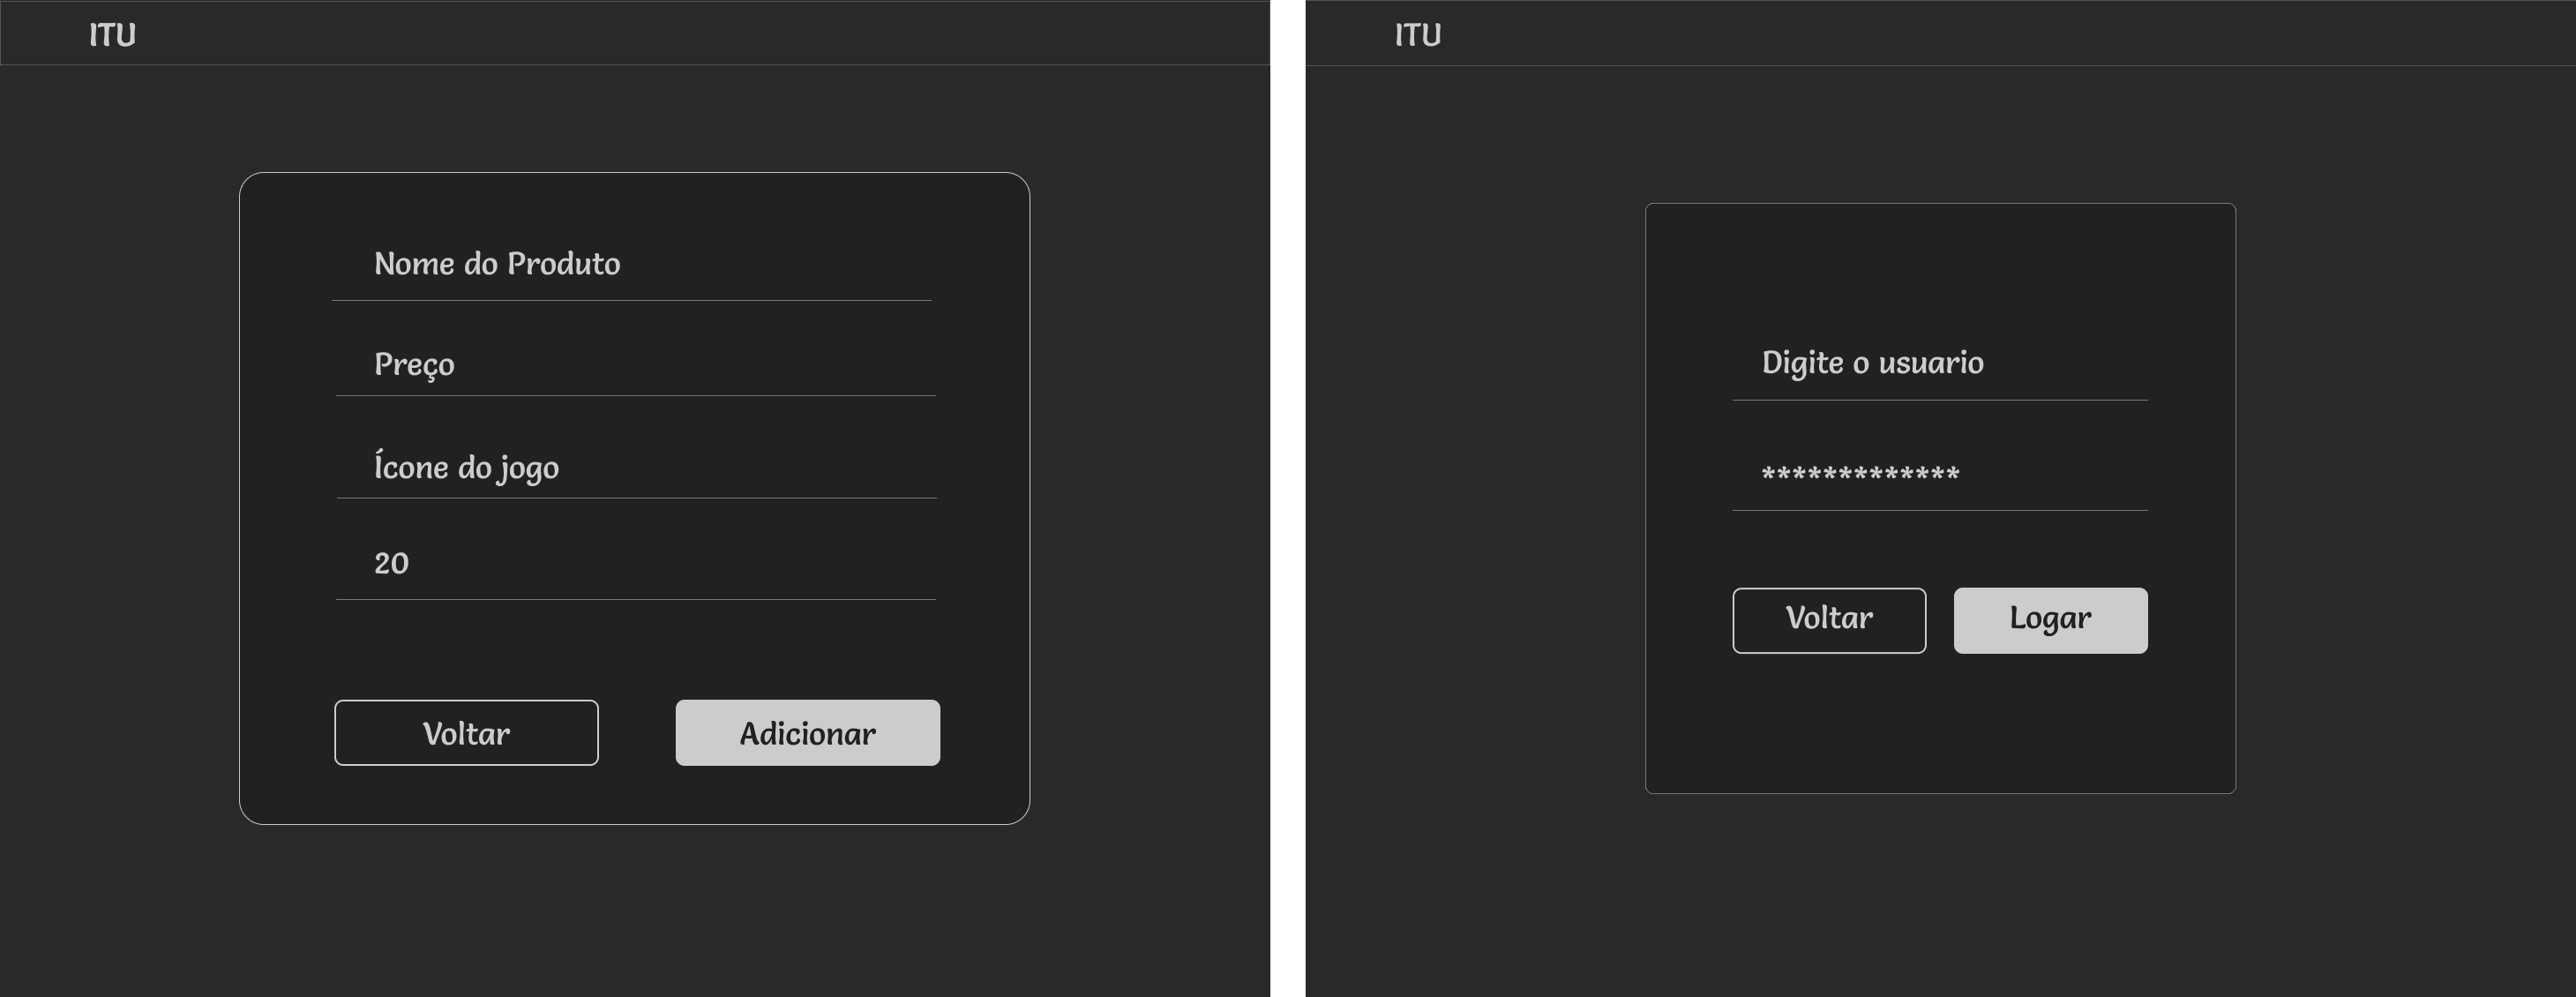 ITU
Nome do Produto
Preço
Ícone do jogo
20
Voltar
Adicionar
ITU
Digite o usuario
*************
Voltar
Logar